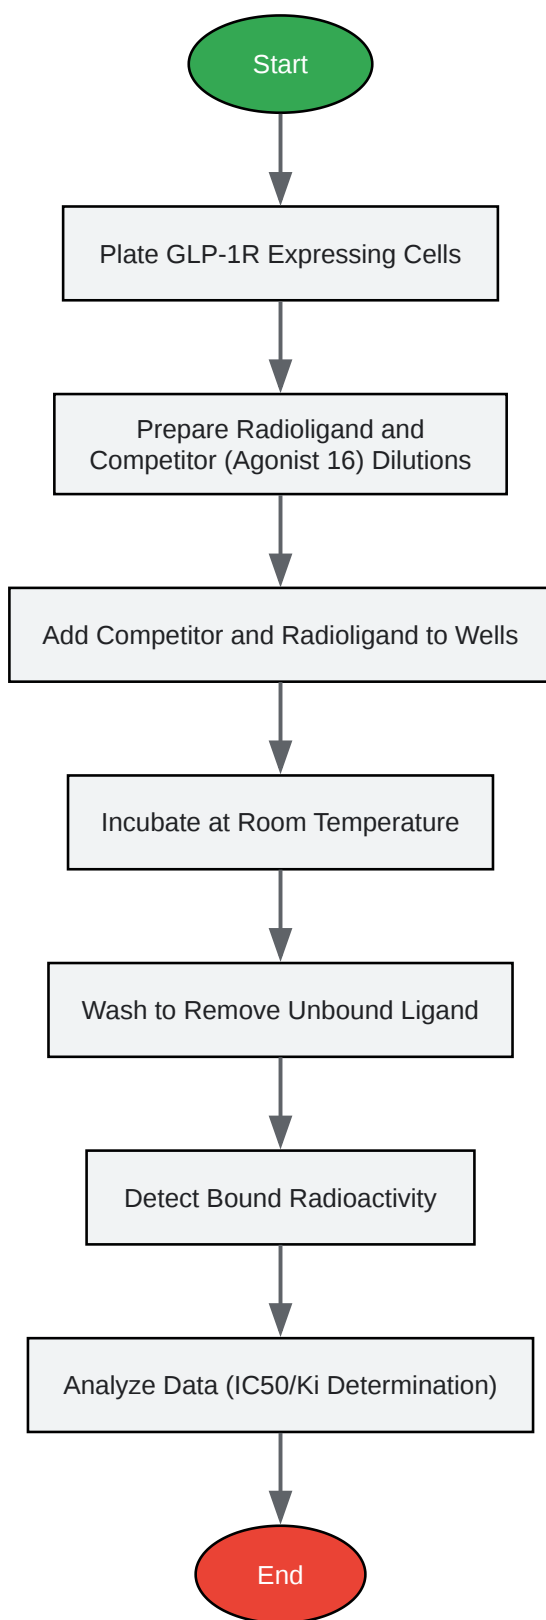 Start
Plate GLP-1R Expressing Cells
Prepare Radioligand and
Competitor (Agonist 16) Dilutions
Add Competitor and Radioligand to Wells
Incubate at Room Temperature
Wash to Remove Unbound Ligand
Detect Bound Radioactivity
Analyze Data (IC50/Ki Determination)
End